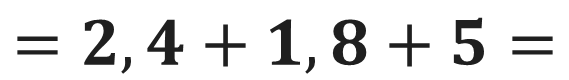 = 2,4 + 1,8 + 5 =